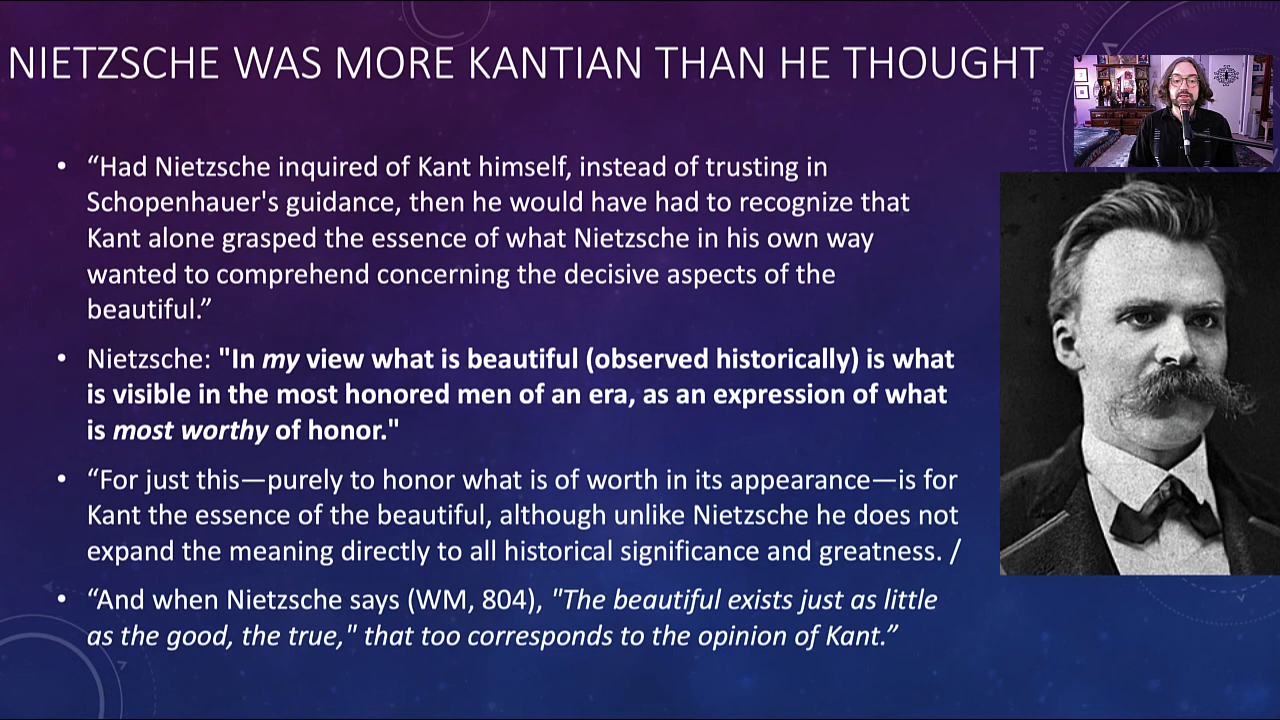 NIETZSCHE WAS MORE KANTIAN THAN HE THOUGHT
• “Had Nietzsche inquired of Kant himself, instead of trusting in
Schopenhauer's guidance, then he would have had to recognize that
Kant alone grasped the essence of what Nietzsche in his own way
wanted to comprehend concerning the decisive aspects of the
beautiful.”
• Nietzsche: "In my view what is beautiful (observed historically) is what
is visible in the most honored men of an era, as an expression of what
is most worthy of honor."
• “For just this—purely to honor what is of worth in its appearance—is for
Kant the essence of the beautiful, although unlike Nietzsche he does not
expand the meaning directly to all historical significance and greatness. /
• “And when Nietzsche says (WM, 804), "The beautiful exists just as little
as the good, the true," that too corresponds to the opinion of Kant.”